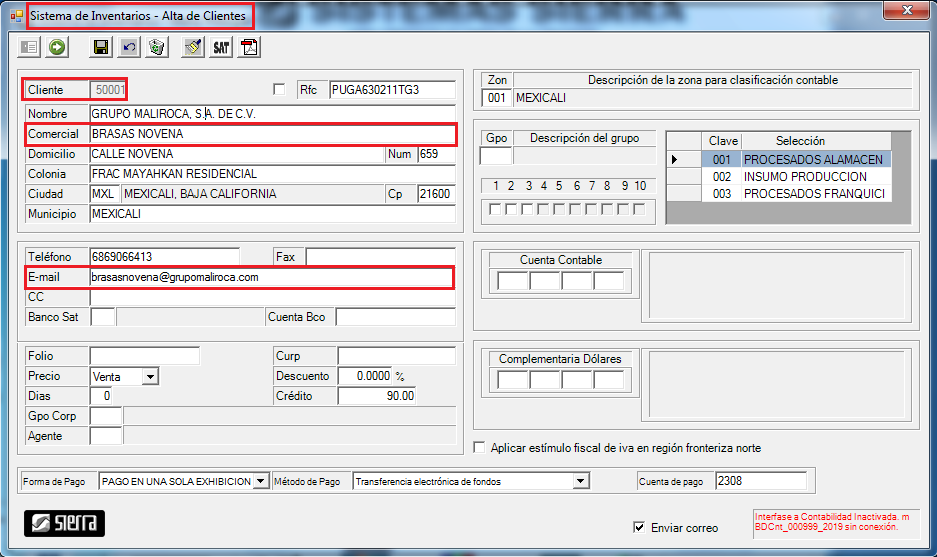 Sistema de Inventarios - Alta de Clientes
SAT
Cliente 50001 Rfc PUGA630211TG3
Nombre GRUPO MALIROCA, S.A. DE C.V.
Comercial BRASAS NOVENA
Domicilio CALLE NOVENA Num 659
Colonia FRAC MAYAHKAN RESIDENCIAL
Ciudad MXL MEXICALI, BAJA CALIFORNIA Cp 21600
Municipio MEXICALI
Teléfono 6869066413 Fax
E-mail brasasnovena@grupomaliroca.com
CC
Banco Sat Cuenta Bco
Folio Curp
Precio Venta Descuento 0.0000 %
Dias 0 Crédito 90.00
Gpo Corp
Agente
Zon Descripción de la zona para clasificación contable
001 MEXICALI
Gpo Descripción del grupo
1 2 3 4 5 6 7 8 9 10
Clave Selección
001 PROCESADOS ALAMACEN
002 INSUMO PRODUCCION
003 PROCESADOS FRANQUICI
Cuenta Contable
Complementaria Dólares
Aplicar estímulo fiscal de iva en región fronteriza norte
Forma de Pago PAGO EN UNA SOLA EXHIBICION Método de Pago Transferencia electrónica de fondos Cuenta de pago 2308
sierra
Enviar correo
Interfase a Contabilidad Inactivada. m
BDCnt_000999_2019 sin conexión.